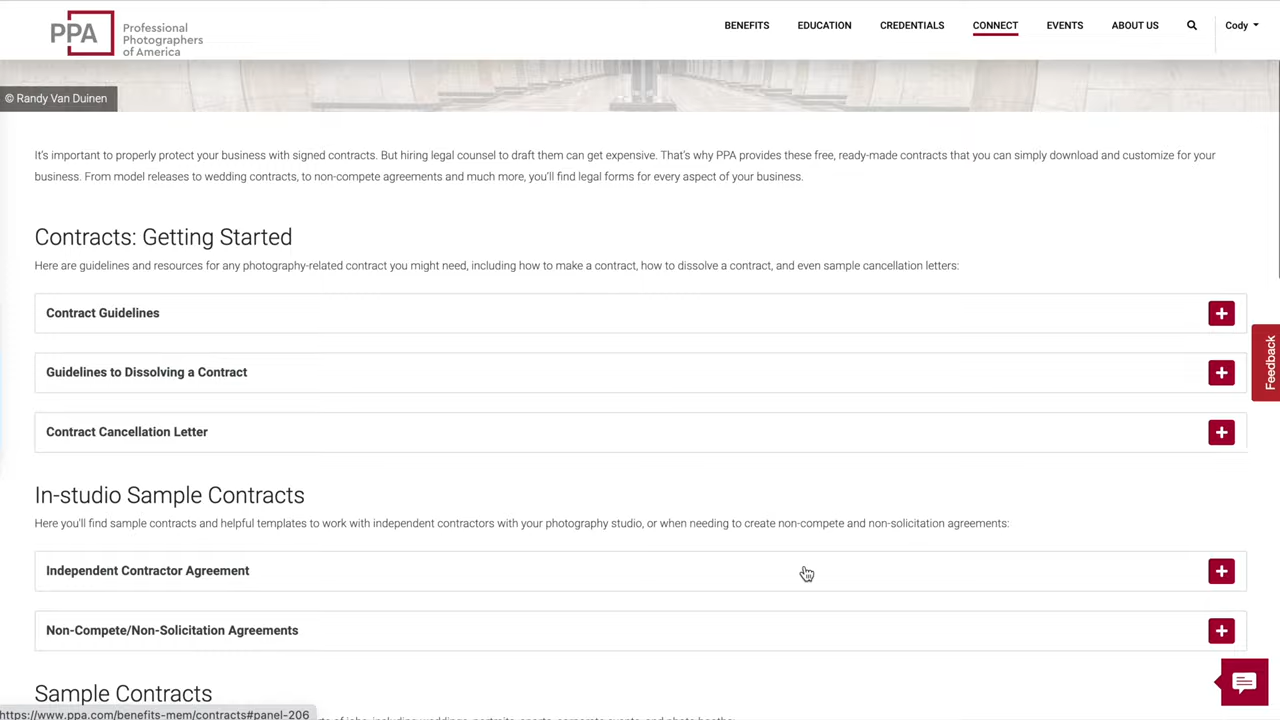 PPA
Professional
Photographers
of America
BENEFITS
EDUCATION
CREDENTIALS
CONNECT
EVENTS
ABOUT US
Cody
© Randy Van Duinen
It's important to properly protect your business with signed contracts. But hiring legal counsel to draft them can get expensive. That's why PPA provides these free, ready-made contracts that you can simply download and customize for your
business. From model releases to wedding contracts, to non-compete agreements and much more, you'll find legal forms for every aspect of your business.
Contracts: Getting Started
Here are guidelines and resources for any photography-related contract you might need, including how to make a contract, how to dissolve a contract, and even sample cancellation letters:
Contract Guidelines
Guidelines to Dissolving a Contract
Feedback
Contract Cancellation Letter
In-studio Sample Contracts
Here you'll find sample contracts and helpful templates to work with independent contractors with your photography studio, or when needing to create non-compete and non-solicitation agreements:
Independent Contractor Agreement
Non-Compete/Non-Solicitation Agreements
Sample Contracts
https://www.ppa.com/benefits-mem/contracts#panel-206